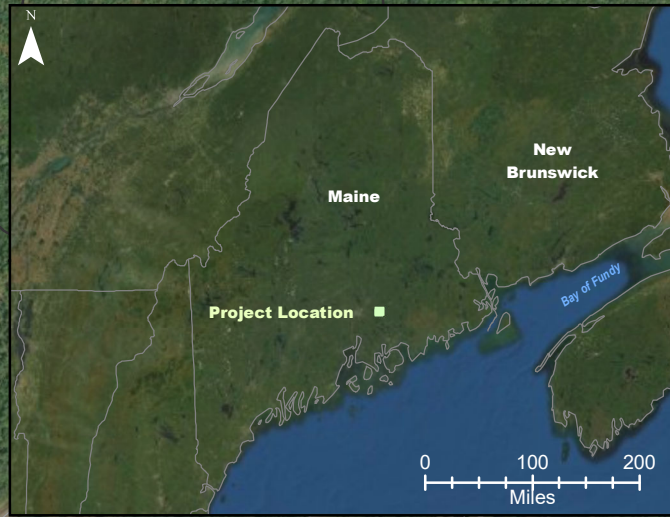 N
Maine
New
Brunswick
Project Location
Bay of Fundy
0 100 200
Miles